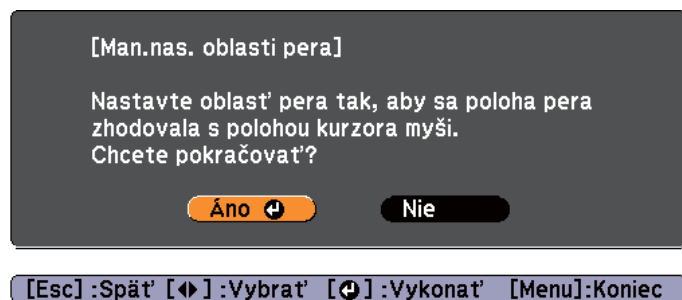 [Man.nas. oblasti pera]
Nastavte oblasť pera tak, aby sa poloha pera
zhodovala s polohou kurzora myši.
Chcete pokračovať?
Áno Nie
[Esc] :Späť [◀▶] :Vybrať [⏎] :Vykonať [Menu]:Koniec